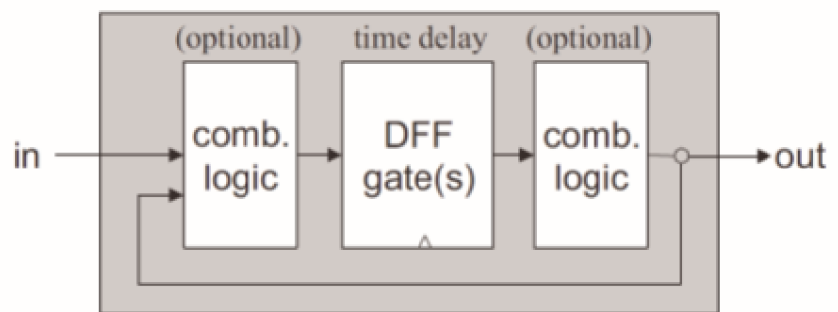 (optional) time delay (optional)
in
comb.
logic
DFF
gate(s)
comb.
logic
out